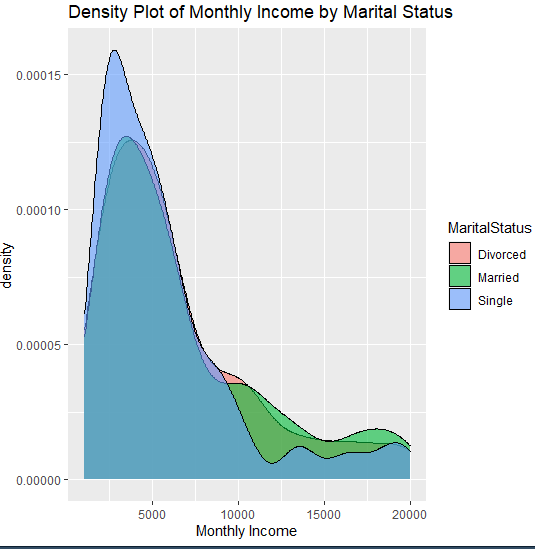 Density Plot of Monthly Income by Marital Status
0.00015
0.00010
0.00005
0.00000
density
5000 10000 15000 20000
Monthly Income
MaritalStatus
Divorced
Married
Single